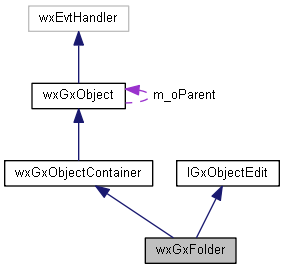 wxEvtHandler
wxGxObject
m_oParent
wxGxObjectContainer
IGxObjectEdit
wxGxFolder